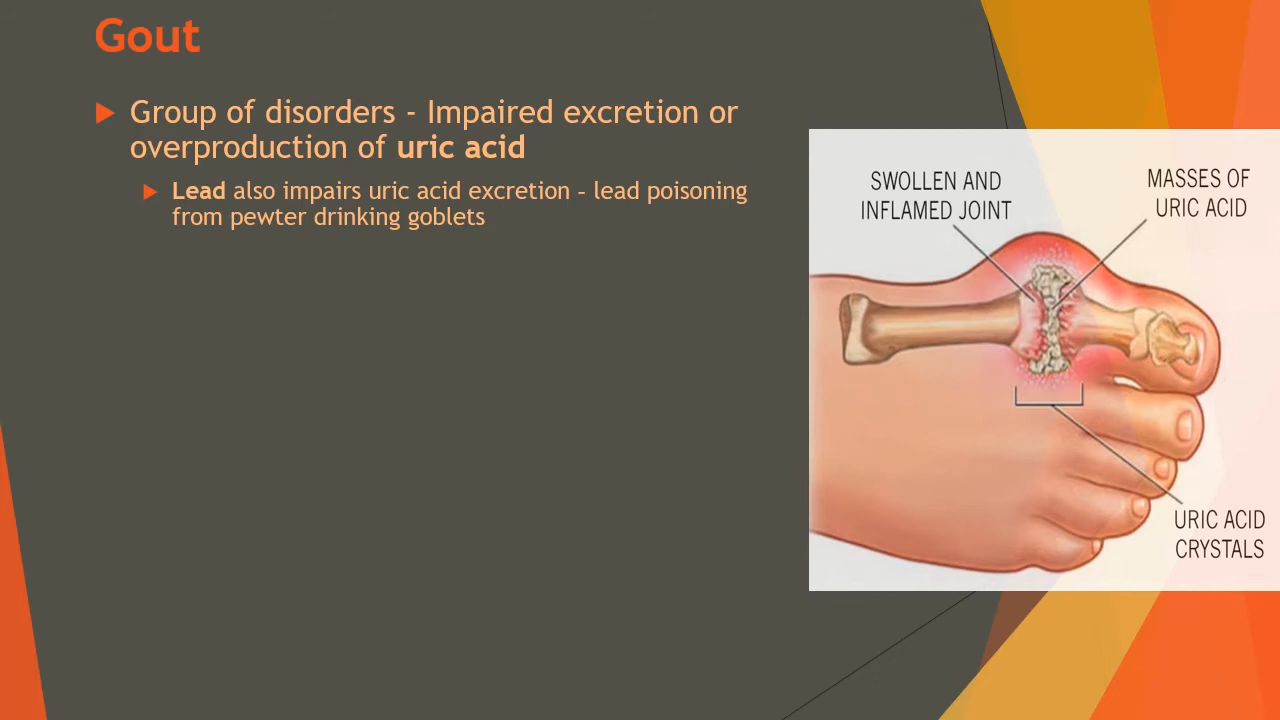 Gout
Group of disorders - Impaired excretion or
overproduction of uric acid
Lead also impairs uric acid excretion – lead poisoning
from pewter drinking goblets
SWOLLEN AND
INFLAMED JOINT
MASSES OF
URIC ACID
URIC ACID
CRYSTALS